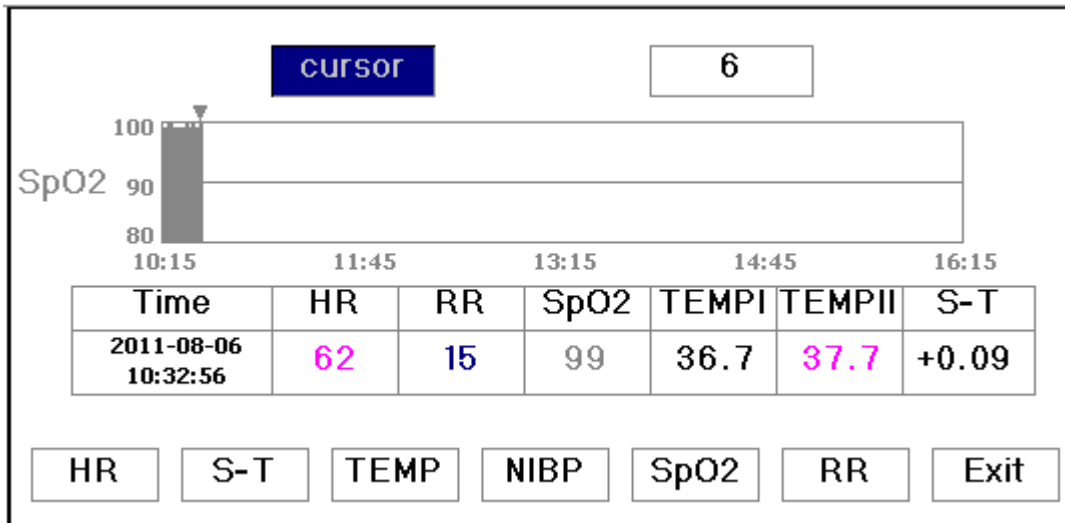 cursor 6
100
SpO2 90
80
10:15 11:45 13:15 14:45 16:15
Time HR RR SpO2 TEMPI TEMPII S-T
2011-08-06
10:32:56 62 15 99 36.7 37.7 +0.09
HR S-T TEMP NIBP SpO2 RR Exit